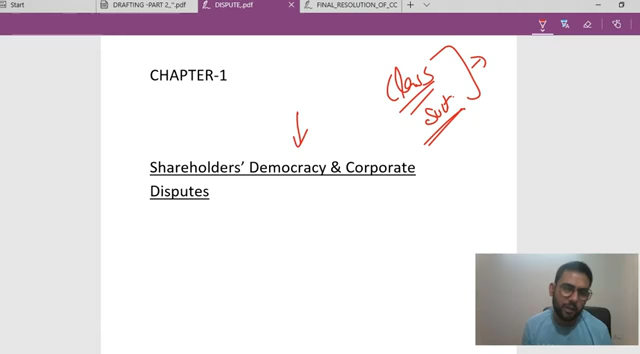 Start
DRAFTING -PART 2_".pdf
DISPUTE,.pdf
FINAL_RESOLUTION_OF_CC
CHAPTER-1
Class
suit.
Shareholders' Democracy & Corporate
Disputes